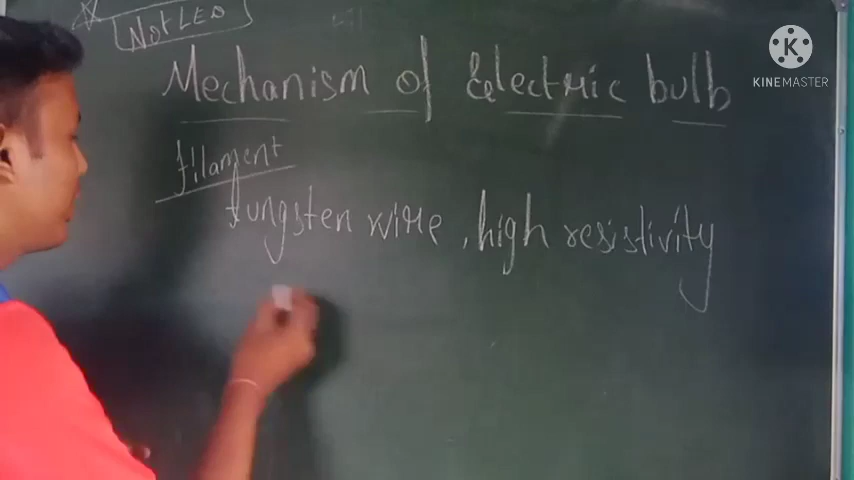 NOT LED
Mechanism of Electric bulb
filament
tungsten wire, high resistivity
K
KINEMASTER